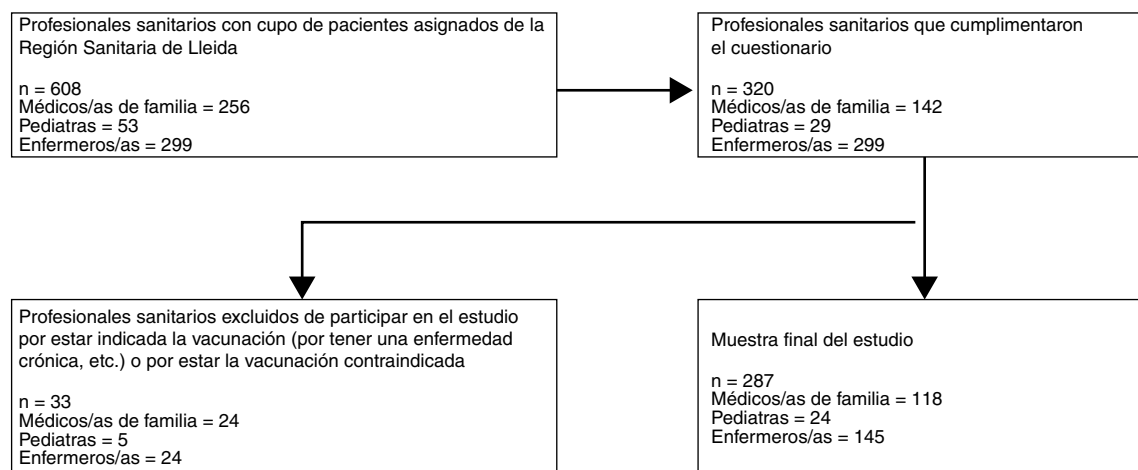 Profesionales sanitarios con cupo de pacientes asignados de la
Región Sanitaria de Lleida
n = 608
Médicos/as de familia = 256
Pediatras = 53
Enfermeros/as = 299
Profesionales sanitarios que cumplimentaron
el cuestionario
n = 320
Médicos/as de familia = 142
Pediatras = 29
Enfermeros/as = 299
Profesionales sanitarios excluidos de participar en el estudio
por estar indicada la vacunación (por tener una enfermedad
crónica, etc.) o por estar la vacunación contraindicada
n = 33
Médicos/as de familia = 24
Pediatras = 5
Enfermeros/as = 24
Muestra final del estudio
n = 287
Médicos/as de familia = 118
Pediatras = 24
Enfermeros/as = 145